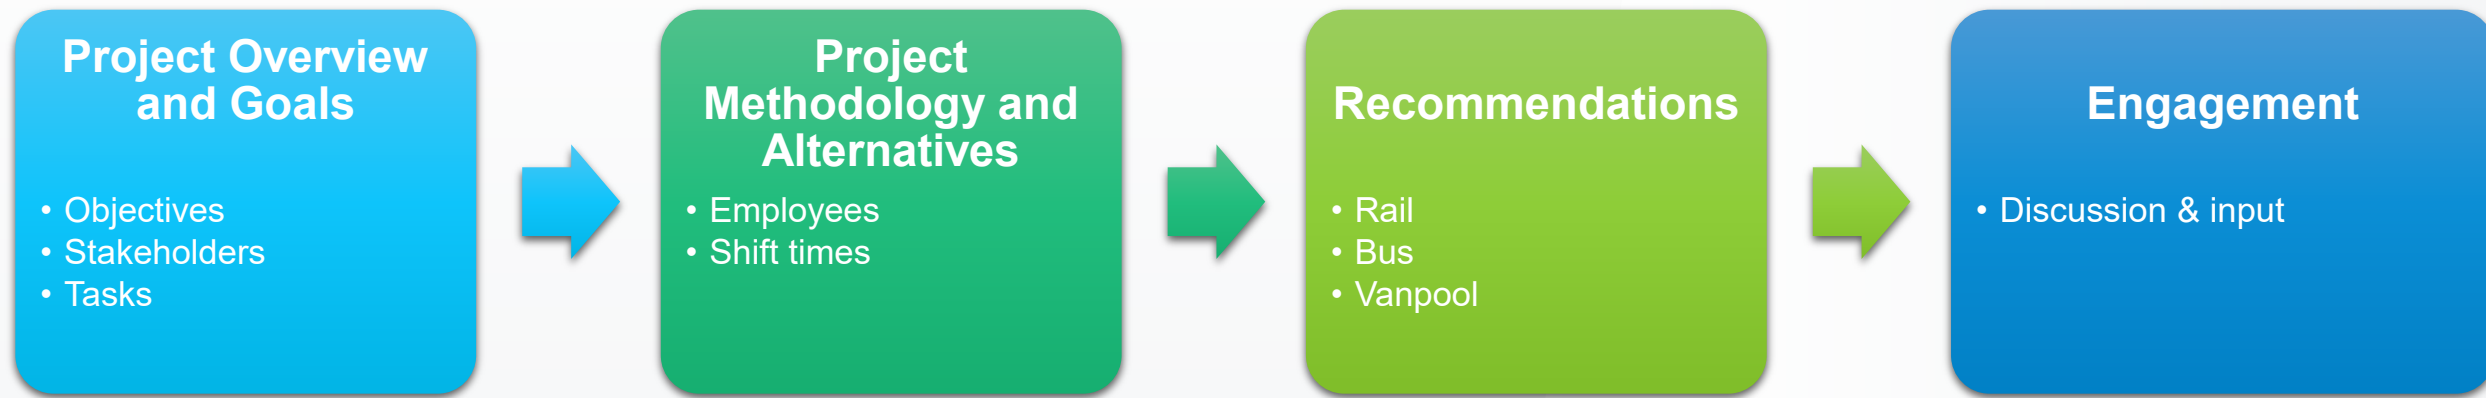 Project Overview
and Goals
• Objectives
• Stakeholders
• Tasks
Project
Methodology and
Alternatives
• Employees
• Shift times
Recommendations
• Rail
• Bus
• Vanpool
Engagement
• Discussion & input